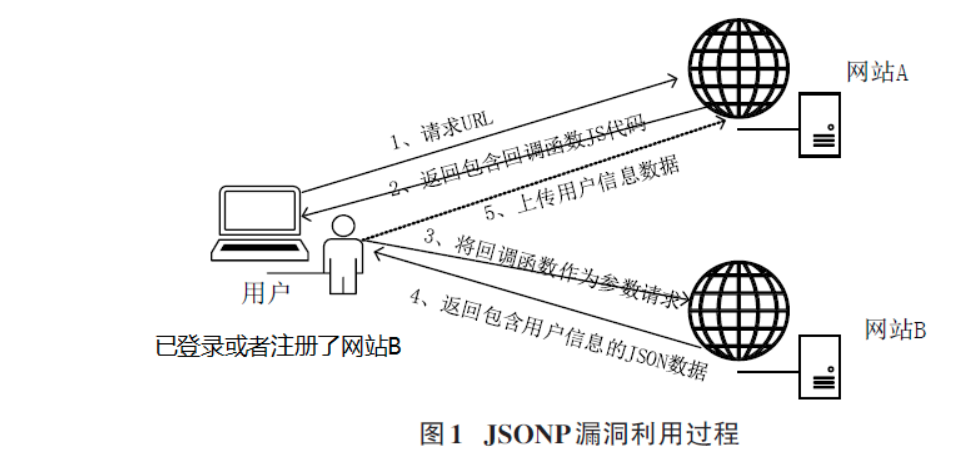 网站A
1、请求URL
2、返回包含回调函数JS代码
5、上传用户信息数据
3、将回调函数作为参数请求
4、返回包含用户信息的JSON数据
用户
已登录或者注册了网站B
网站B
图1 JSONP漏洞利用过程